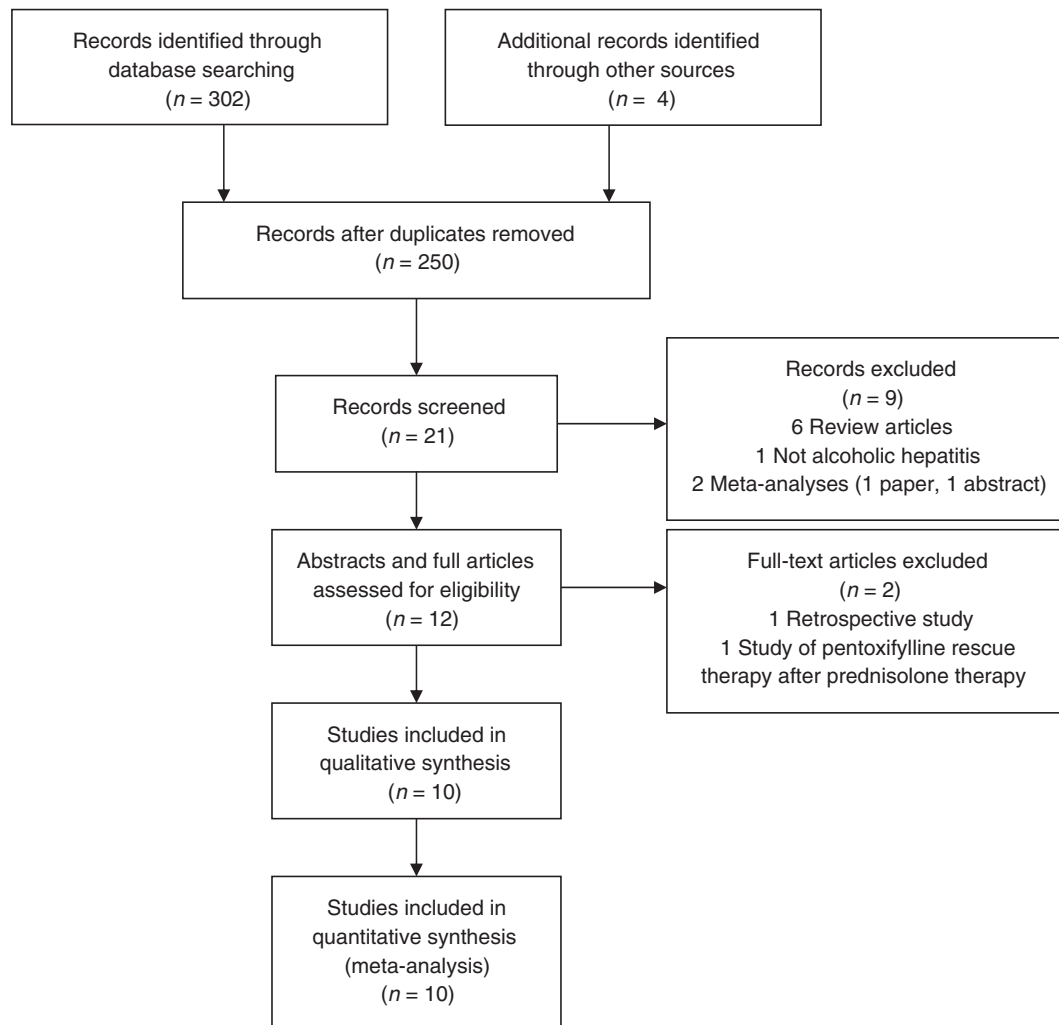 Records identified through
database searching
(n = 302)
Additional records identified
through other sources
(n = 4)
Records after duplicates removed
(n = 250)
Records screened
(n = 21)
Records excluded
(n = 9)
6 Review articles
1 Not alcoholic hepatitis
2 Meta-analyses (1 paper, 1 abstract)
Abstracts and full articles
assessed for eligibility
(n = 12)
Full-text articles excluded
(n = 2)
1 Retrospective study
1 Study of pentoxifylline rescue
therapy after prednisolone therapy
Studies included in
qualitative synthesis
(n = 10)
Studies included in
quantitative synthesis
(meta-analysis)
(n = 10)